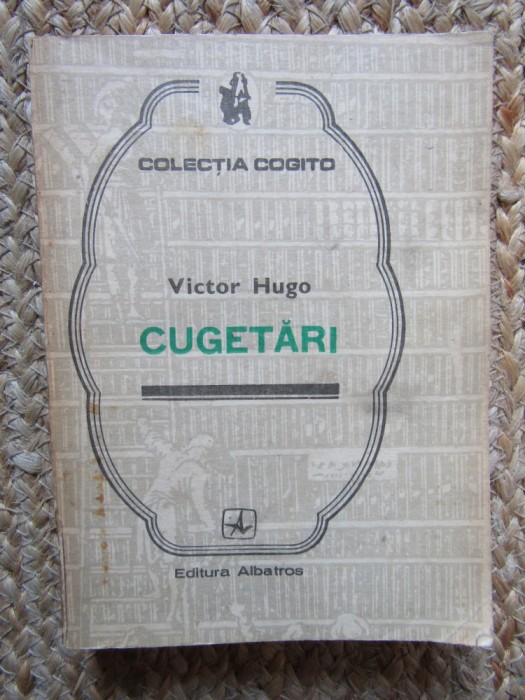 COLECȚIA COGITO
Victor Hugo
CUGETĂRI
Editura Albatros